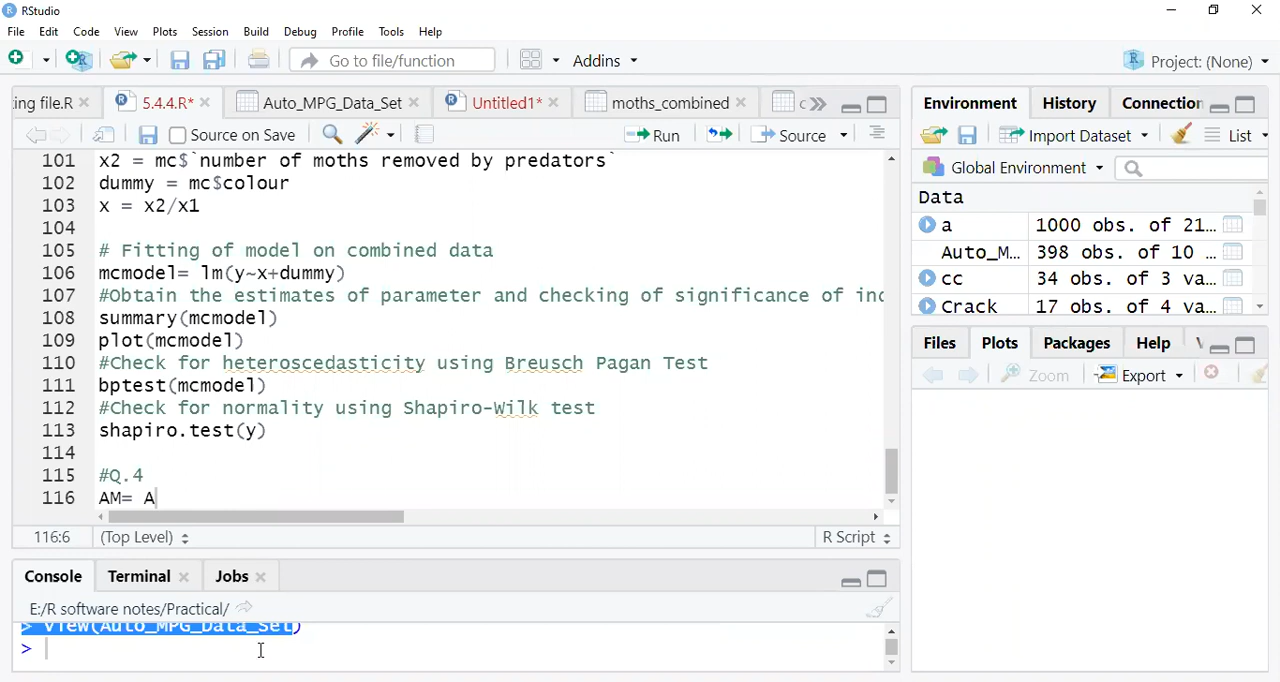 RStudio
File Edit Code View Plots Session Build Debug Profile Tools Help
Go to file/function Addins Project: (None)
ing file.R 5.4.4.R* Auto_MPG_Data_Set Untitled1* moths_combined c
Source on Save Run Source
101 x2 = mc$`number of moths removed by predators`
102 dummy = mc$colour
103 x = x2/x1
104
105 # Fitting of model on combined data
106 mcmodel= lm(y~x+dummy)
107 #Obtain the estimates of parameter and checking of significance of inc
108 summary(mcmodel)
109 plot(mcmodel)
110 #Check for heteroscedasticity using Breusch Pagan Test
111 bptest(mcmodel)
112 #Check for normality using Shapiro-Wilk test
113 shapiro.test(y)
114
115 #Q.4
116 AM= A
116:6 (Top Level) R Script
Console Terminal Jobs
E:/R software notes/Practical/
> View(Auto_MPG_Data_Set)
>
Environment History Connection
Import Dataset List
Global Environment
Data
a 1000 obs. of 21...
Auto_M... 398 obs. of 10 ...
cc 34 obs. of 3 va...
Crack 17 obs. of 4 va...
Files Plots Packages Help
Zoom Export